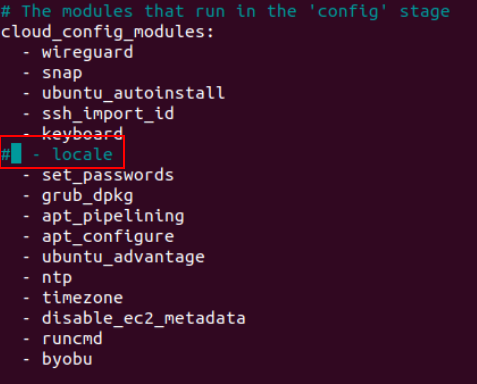 # The modules that run in the 'config' stage
cloud_config_modules:
  - wireguard
  - snap
  - ubuntu_autoinstall
  - ssh_import_id
  - keyboard
#  - locale
  - set_passwords
  - grub_dpkg
  - apt_pipelining
  - apt_configure
  - ubuntu_advantage
  - ntp
  - timezone
  - disable_ec2_metadata
  - runcmd
  - byobu